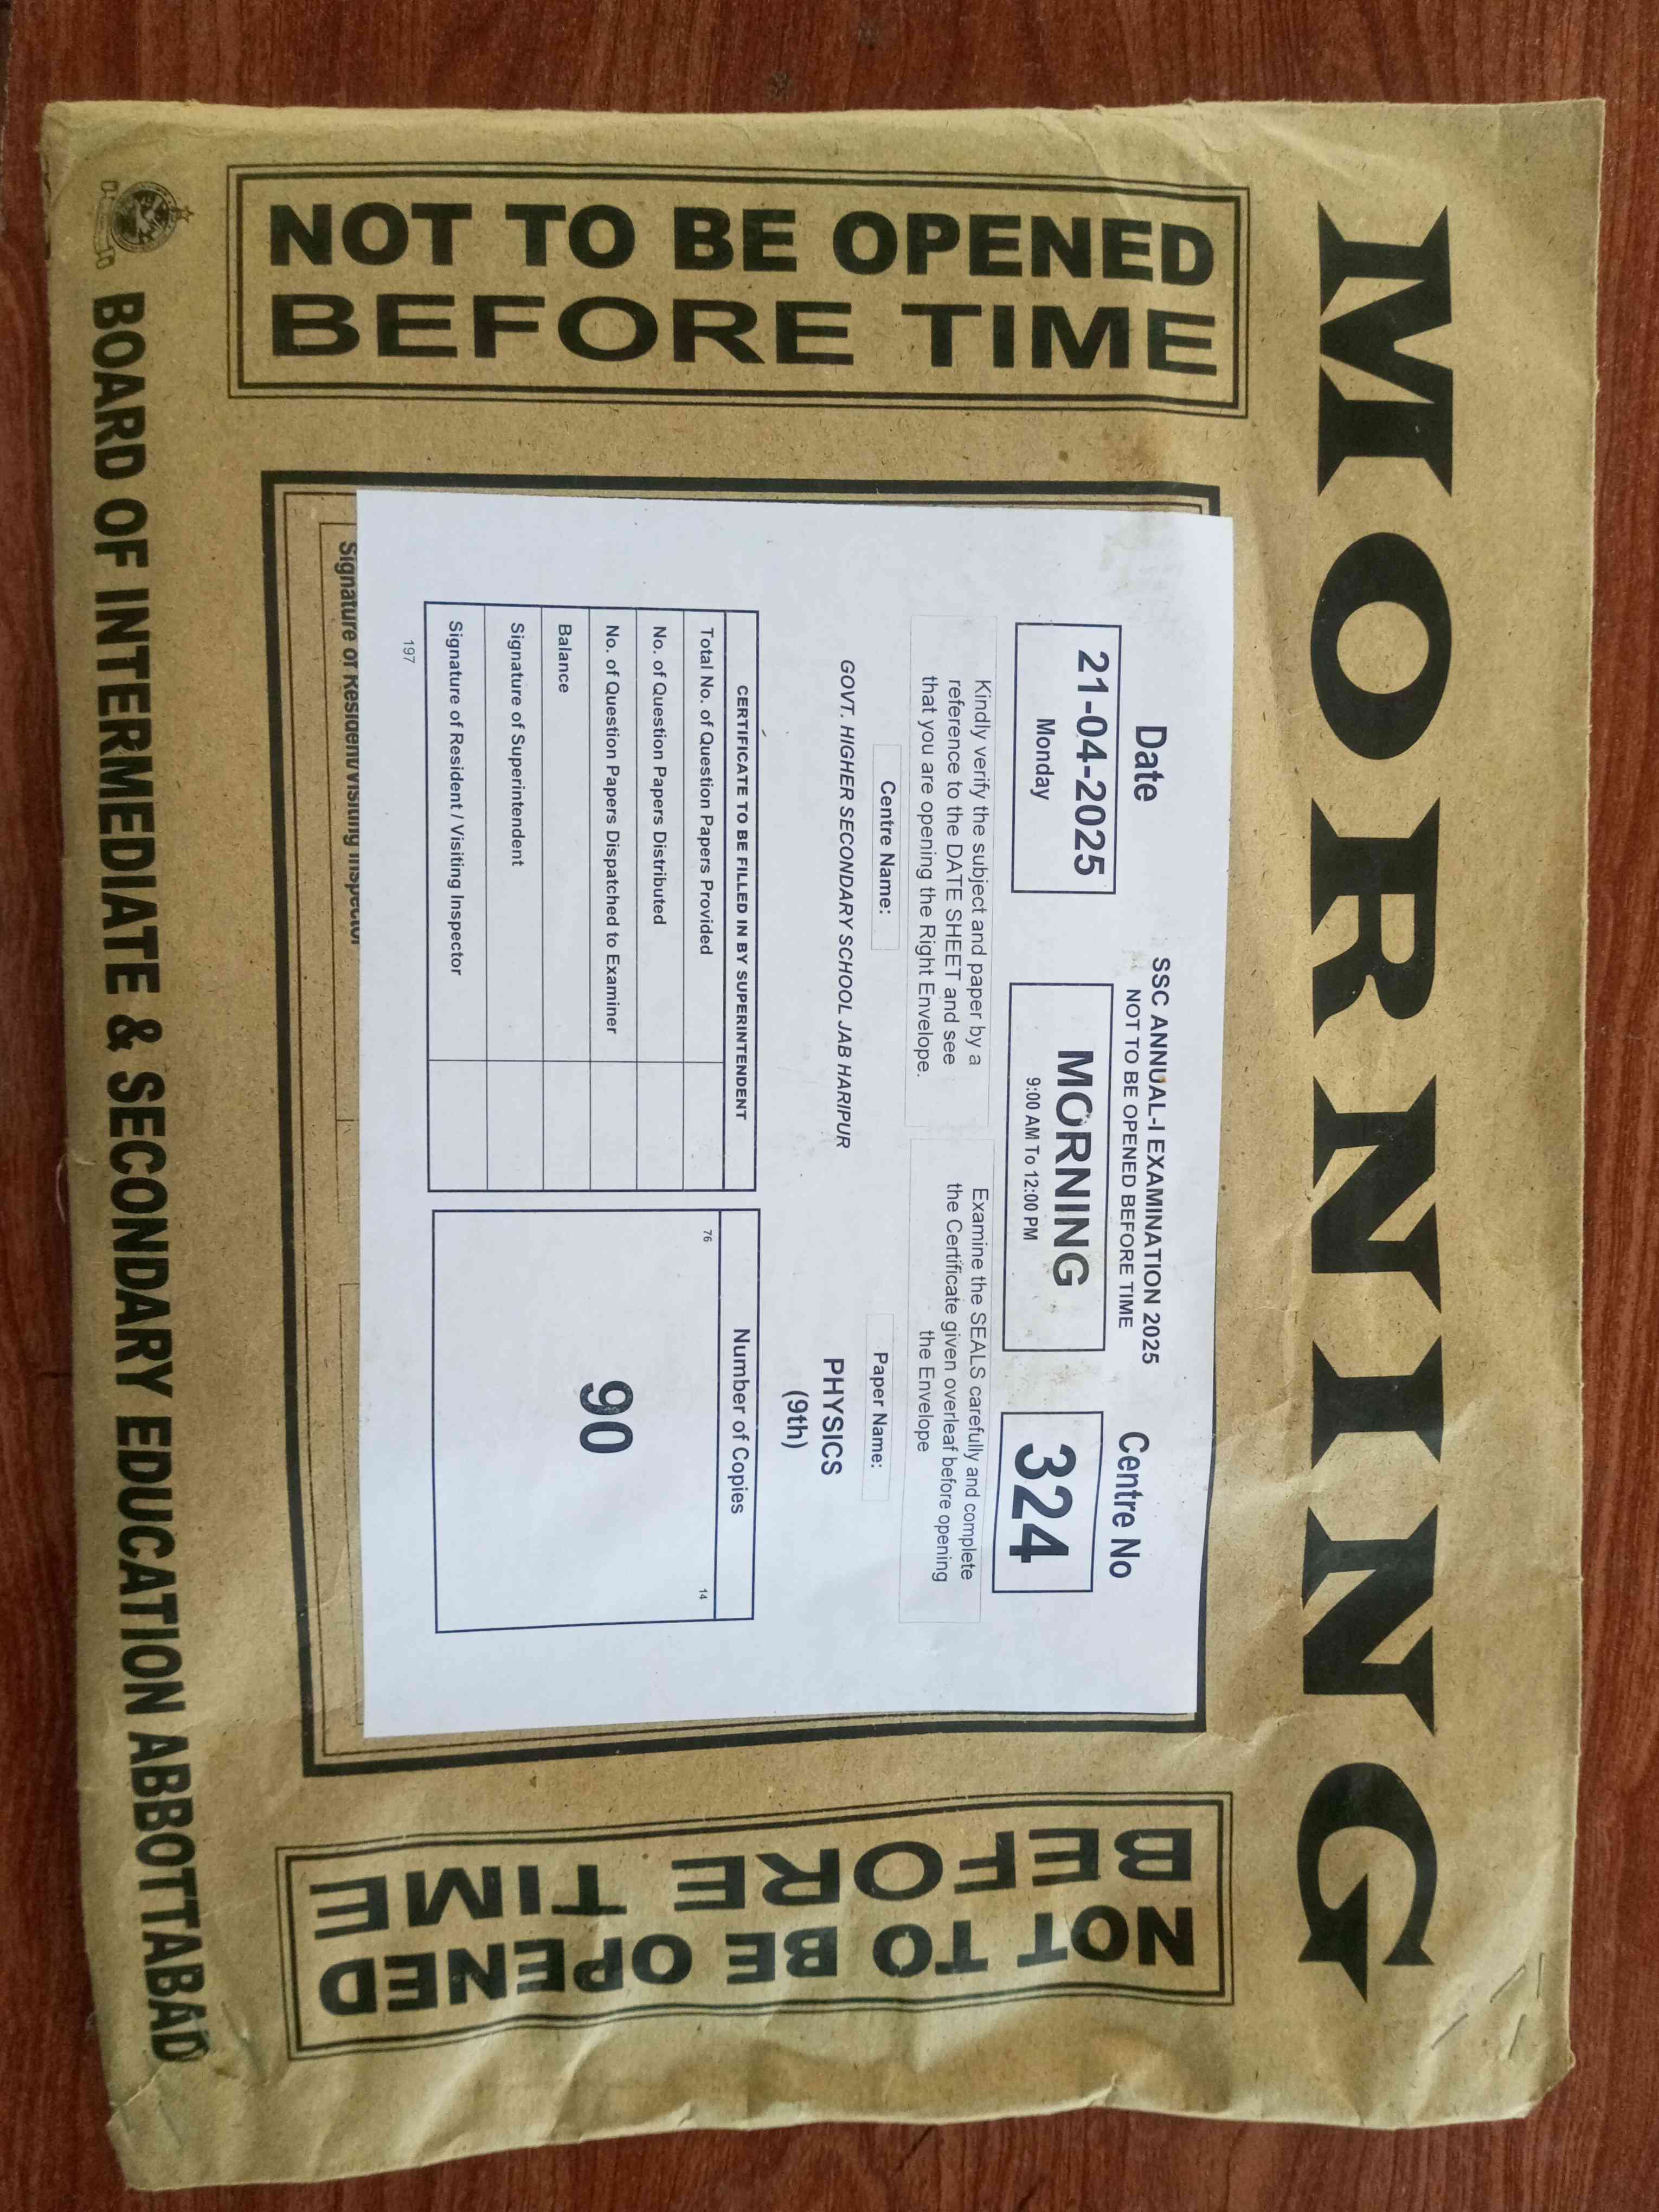 MORNING
NOT TO BE OPENED
BEFORE TIME
SSC ANNUAL-I EXAMINATION 2025
NOT TO BE OPENED BEFORE TIME
Date
21-04-2025
Monday
MORNING
9:00 AM To 12:00 PM
Centre No
324
Kindly verify the subject and paper by a
reference to the DATE SHEET and see
that you are opening the Right Envelope.
Examine the SEALS carefully and complete
the Certificate given overleaf before opening
the Envelope
Centre Name:
GOVT. HIGHER SECONDARY SCHOOL JAB HARIPUR
Paper Name:
PHYSICS
(9th)
CERTIFICATE TO BE FILLED IN BY SUPERINTENDENT
Total No. of Question Papers Provided
No. of Question Papers Distributed
No. of Question Papers Dispatched to Examiner
Balance
Signature of Superintendent
Signature of Resident / Visiting Inspector
Number of Copies
76
14
90
197
Signature of Resident/Visiting Inspector
NOT TO BE OPENED
BEFORE TIME
BOARD OF INTERMEDIATE & SECONDARY EDUCATION ABBOTTABAD